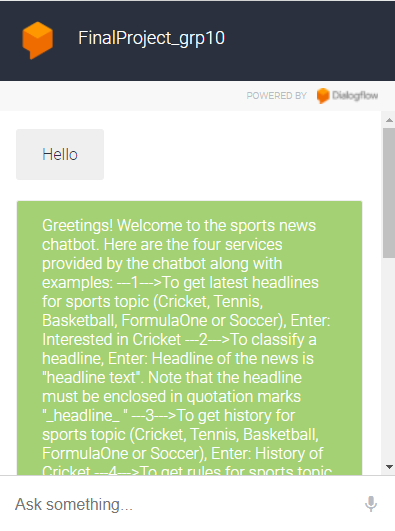 FinalProject_grp10
POWERED BY Dialogflow
Hello
Greetings! Welcome to the sports news
chatbot. Here are the four services
provided by the chatbot along with
examples: ---1--->To get latest headlines
for sports topic (Cricket, Tennis,
Basketball, FormulaOne or Soccer), Enter:
Interested in Cricket ---2--->To classify a
headline, Enter: Headline of the news is
"headline text". Note that the headline
must be enclosed in quotation marks
"_headline_ " ---3--->To get history for
sports topic (Cricket, Tennis, Basketball,
FormulaOne or Soccer), Enter: History of
Cricket ---4--->To get rules for sports topic
Ask something...